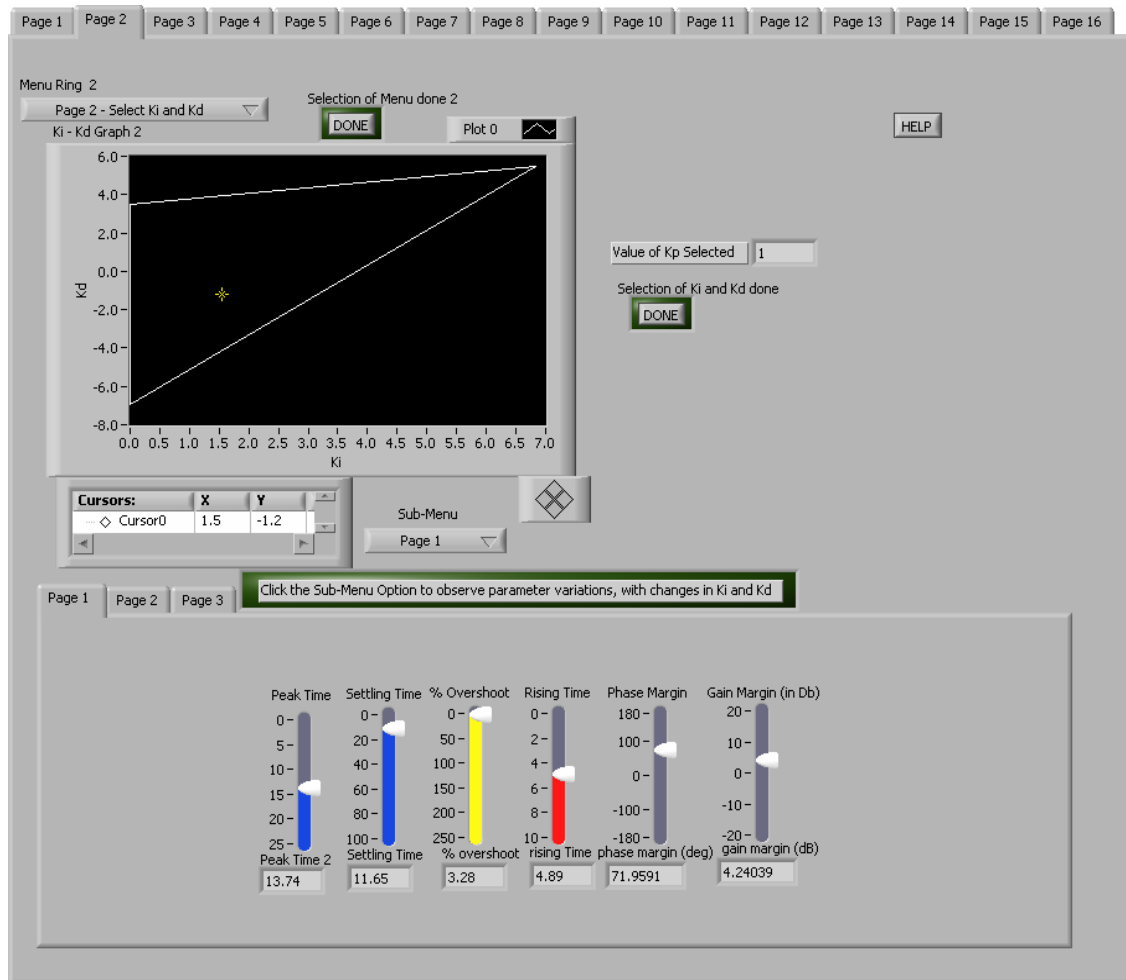 Page 1 Page 2 Page 3 Page 4 Page 5 Page 6 Page 7 Page 8 Page 9 Page 10 Page 11 Page 12 Page 13 Page 14 Page 15 Page 16
Menu Ring 2
Page 2 - Select Ki and Kd
Selection of Menu done 2
DONE
HELP
Ki - Kd Graph 2
Plot 0
6.0
4.0
2.0
0.0
-2.0
-4.0
-6.0
-8.0
Kd
0.0 0.5 1.0 1.5 2.0 2.5 3.0 3.5 4.0 4.5 5.0 5.5 6.0 6.5 7.0
Ki
Value of Kp Selected 1
Selection of Ki and Kd done
DONE
Cursors: X Y
Cursor0 1.5 -1.2
Sub-Menu
Page 1
Click the Sub-Menu Option to observe parameter variations, with changes in Ki and Kd
Page 1 Page 2 Page 3
Peak Time Settling Time % Overshoot Rising Time Phase Margin Gain Margin (in Db)
0
5
10
15
20
25
0
20
40
60
80
100
0
50
100
150
200
250
0
2
4
6
8
10
180
100
0
-100
-180
20
10
0
-10
-20
Peak Time 2 Settling Time % overshoot rising Time phase margin (deg) gain margin (dB)
13.74 11.65 3.28 4.89 71.9591 4.24039